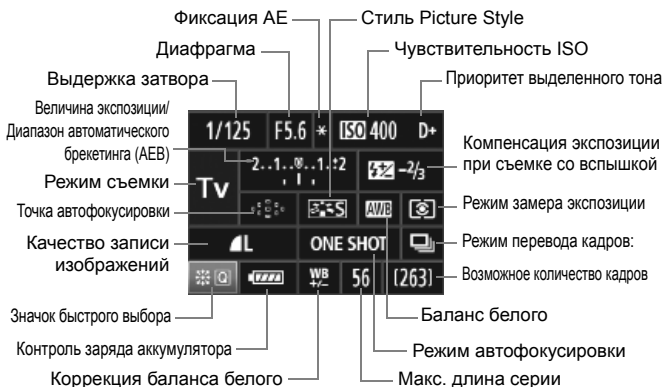 Фиксация AE
Стиль Picture Style
Диафрагма
Чувствительность ISO
Выдержка затвора
Приоритет выделенного тона
Величина экспозиции/
Диапазон автоматического
брекетинга (AEB)
Компенсация экспозиции
при съемке со вспышкой
Режим съемки
Точка автофокусировки
Режим замера экспозиции
Качество записи
изображений
Режим перевода кадров:
Возможное количество кадров
1/125 F5.6 * ISO 400 D+
Tv
-2..1..0..1..+2
-2/3
S AWB
L ONE SHOT
Q WB +/- 56 [263]
Значок быстрого выбора
Баланс белого
Контроль заряда аккумулятора
Режим автофокусировки
Коррекция баланса белого
Макс. длина серии